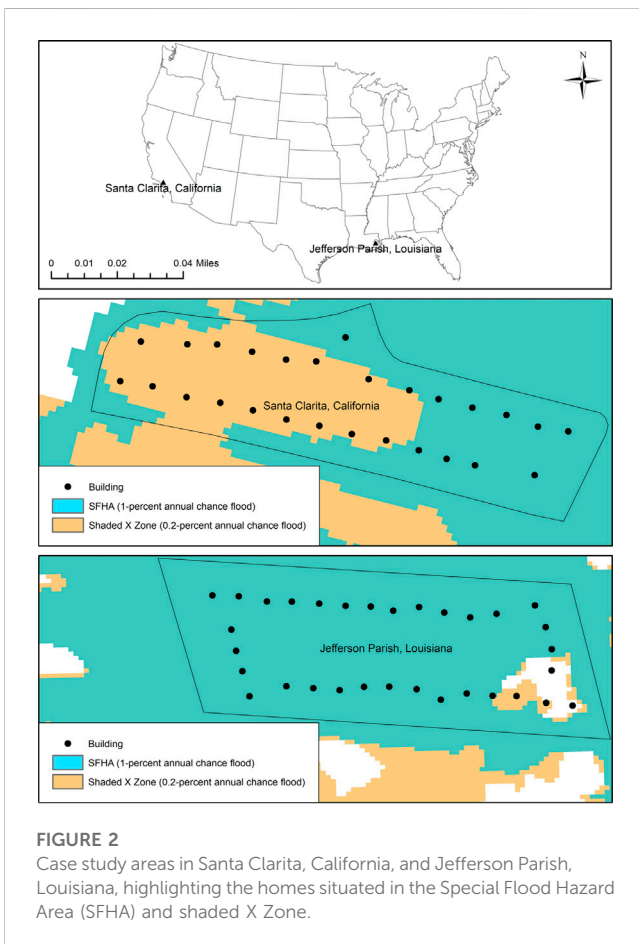 N
Santa Clarita, California
Jefferson Parish, Louisiana
0 0.01 0.02 0.04 Miles
Santa Clarita, California
Building
SFHA (1-percent annual chance flood)
Shaded X Zone (0.2-percent annual chance flood)
Jefferson Parish, Louisiana
Building
SFHA (1-percent annual chance flood)
Shaded X Zone (0.2-percent annual chance flood)
FIGURE 2
Case study areas in Santa Clarita, California, and Jefferson Parish,
Louisiana, highlighting the homes situated in the Special Flood Hazard
Area (SFHA) and shaded X Zone.